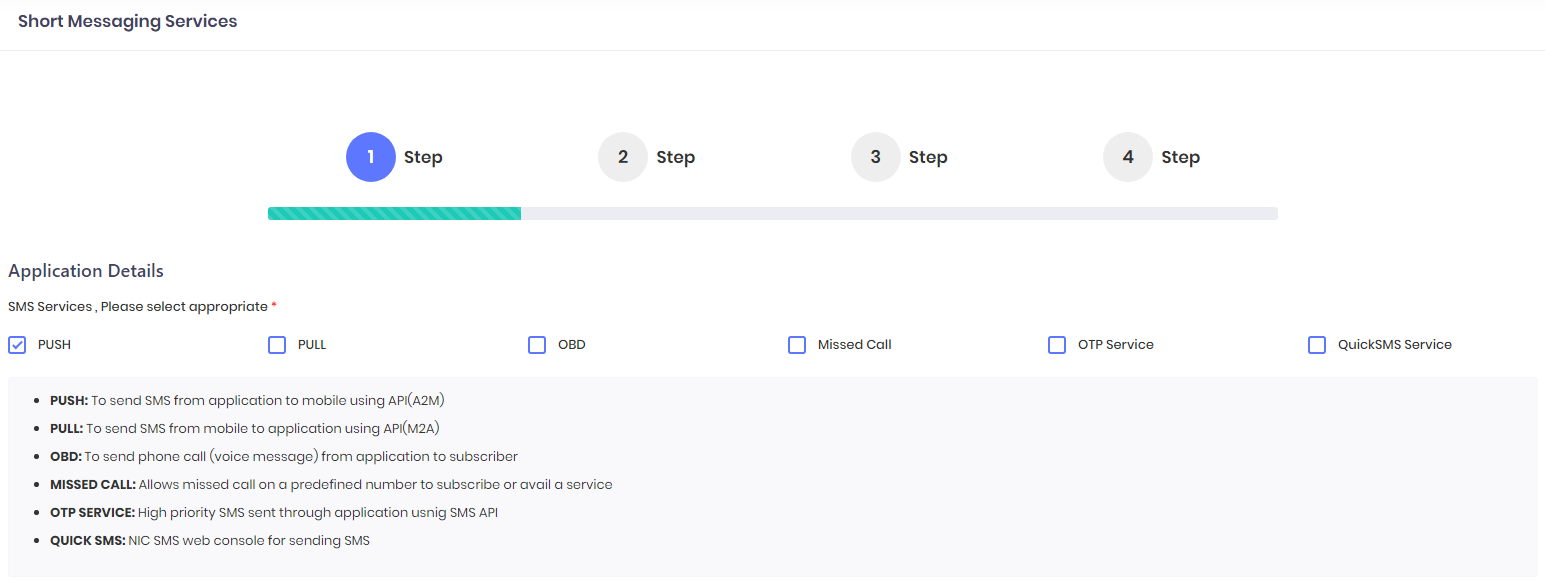 Short Messaging Services
1 Step 2 Step 3 Step 4 Step
Application Details
SMS Services , Please select appropriate *
PUSH PULL OBD Missed Call OTP Service QuickSMS Service
PUSH: To send SMS from application to mobile using API(A2M)
PULL: To send SMS from mobile to application using API(M2A)
OBD: To send phone call (voice message) from application to subscriber
MISSED CALL: Allows missed call on a predefined number to subscribe or avail a service
OTP SERVICE: High priority SMS sent through application usnig SMS API
QUICK SMS: NIC SMS web console for sending SMS